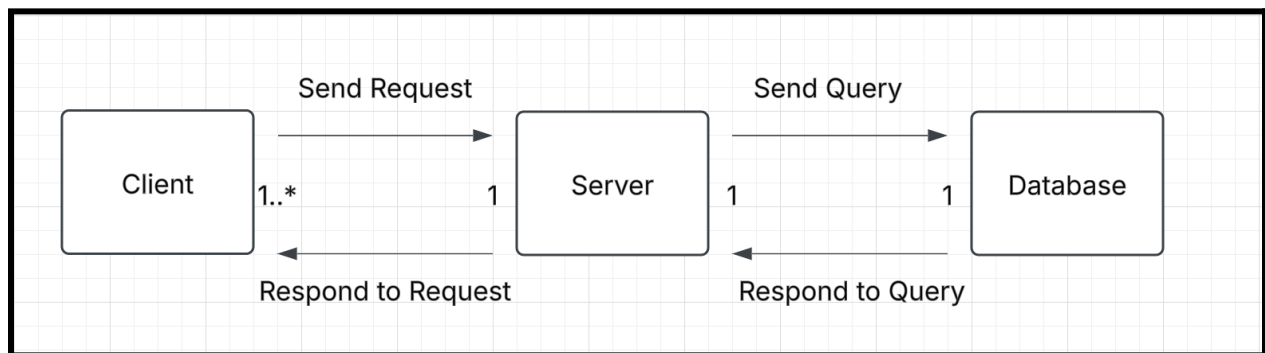 Send Request
Send Query
Client
1..*
1
Server
1
1
Database
Respond to Request
Respond to Query